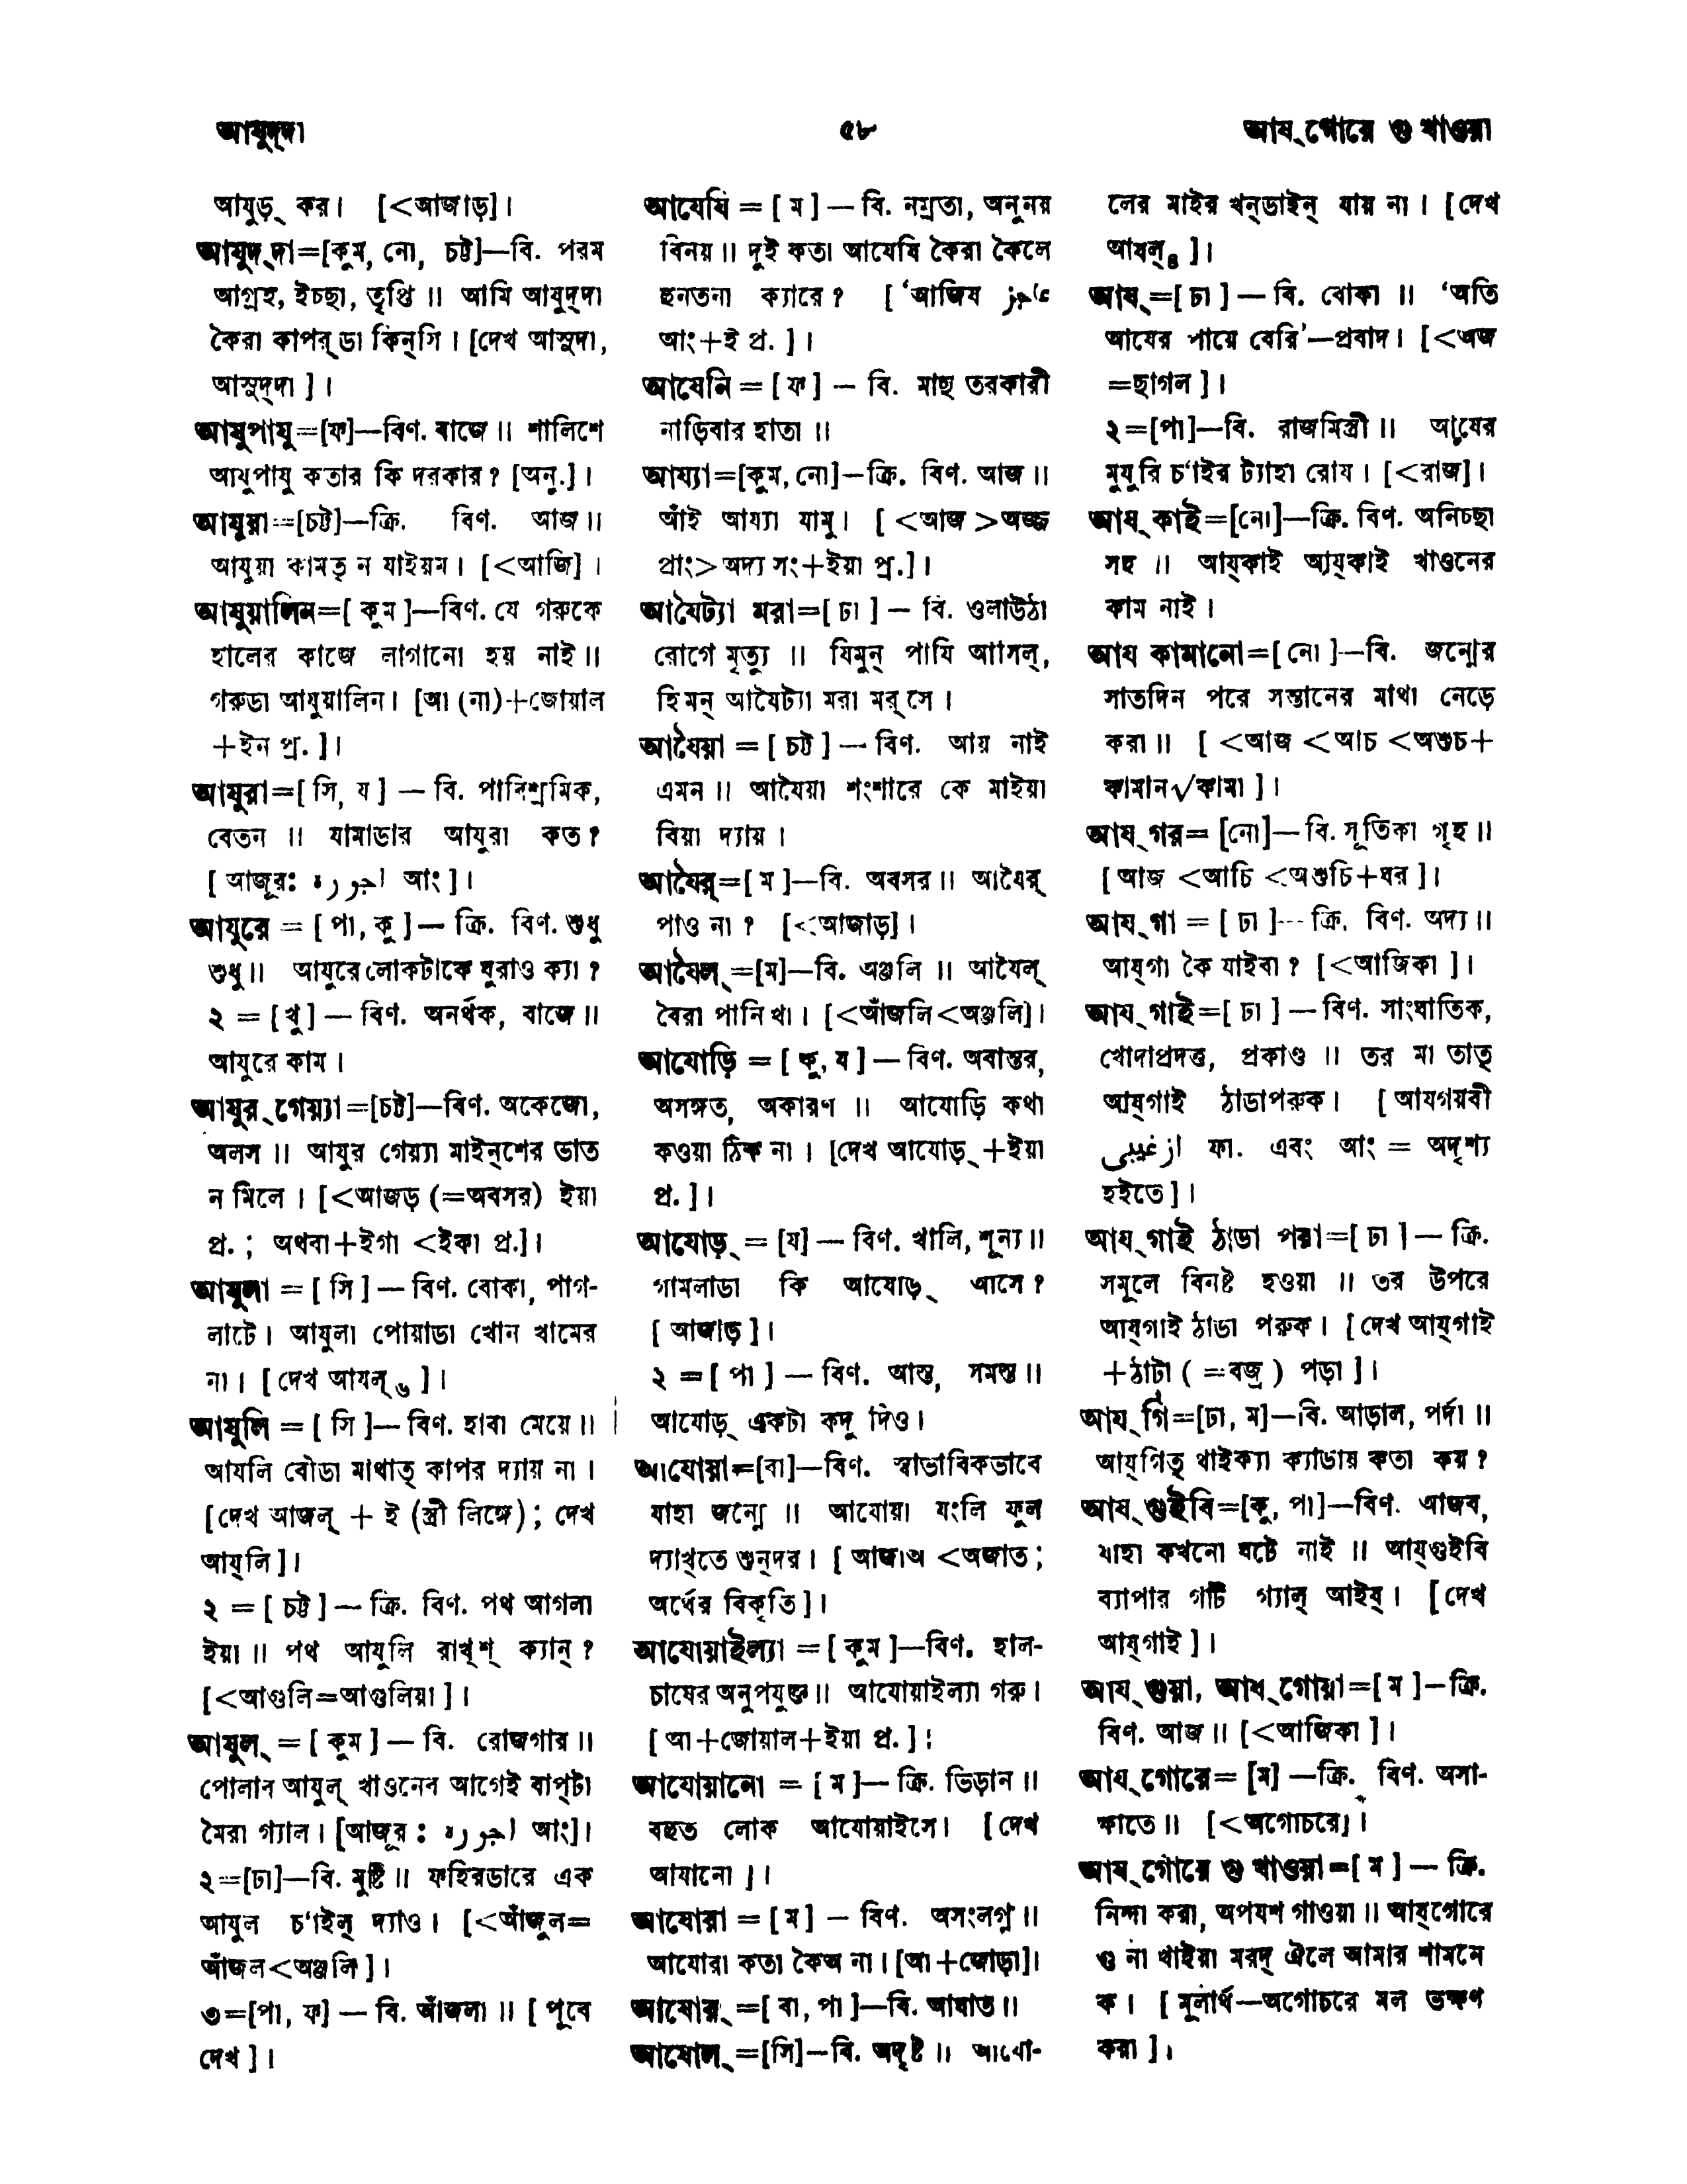 আযুদ্দা
৫৮
আয্গোরে গু খাওয়া
আযুড়্ কর। [<আজাড়]।
আযুদ্দা=[কুম, নো, চট্ট]—বি. পরম
আগ্রহ, ইচছা, তৃপ্তি ॥ আমি আযুদ্দা
কৈরা কাপর্ডা কিন্গি। [দেখ আসুদা,
আসুদ্দা ]।
আযুপাযু=[ফ]—বিণ. বাজে ॥ শালিশে
আযুপাযু কতার কি দরকার? [অনু.]।
আযুয়া=[চট্ট]—ক্রি. বিণ. আজ॥
আযুয়া কামত্ ন যাইয়ম। [<আজি]।
আযুয়ালিন=[ কুম ]—বিণ. যে গরুকে
হালের কাজে লাগানো হয় নাই॥
গরুডা আযুয়ালিন। [আ (না)+জোয়াল
+ইন প্র. ]।
আযুরা=[ সি, য ] — বি. পারিশ্রমিক,
বেতন ॥ যামাডার আযুরা কত?
[ আজূরঃ اجوره আং ]।
আযুরে = [ পা, কু ]— ক্রি. বিণ. শুধু
শুধু॥ আযুরে লোকটাকে ঘুরাও ক্যা?
২ = [ খু ] — বিণ. অনর্থক, বাজে॥
আযুরে কাম।
আযুর্গেয়্যা=[চট্ট]—বিণ. অকেজো,
অলস ॥ আযুর গেয়্যা মাইন্শের ভাত
ন মিলে। [<আজড় (=অবসর) ইয়া
প্র. ; অথবা+ইগা <ইকা প্র.]।
আযুলা = [ সি ] — বিণ. বোকা, পাগ-
লাটে। আযুলা পোয়াডা খোন খামের
না। [ দেখ আযল্৬ ]।
আযুলি = [ সি ]— বিণ. হাবা মেয়ে॥
আযলি বৌডা মাথাত্ কাপর দ্যায় না।
[দেখ আজল্ + ই (স্ত্রী লিঙ্গে); দেখ
আয্লি]।
২ = [ চট্ট ] — ক্রি. বিণ. পথ আগলা
ইয়া॥ পথ আযুলি রাখ্শ্ ক্যান্?
[<আগুলি=আগুলিয়া ]।
আযুল্ = [ কুম ] — বি. রোজগার॥
পোলার আযুল্ খাওনের আগেই বাপ্টা
মৈরা গ্যাল। [আজূর : اجوره আং]।
২=[ঢা]—বি. মুষ্টি॥ ফহিরডারে এক
আযুল চ‘াইল্ দ্যাও। [<আঁজুল=
আঁজল<অঞ্জলি ]।
৩=[পা, ফ] — বি. আঁজলা ॥ [ পূবে
দেখ ]।
আযেযি = [ ম ] — বি. নম্রতা, অনুনয়
বিনয়॥ দুই কতা আযেযি কৈরা কৈলে
হুনতনা ক্যারে? [ ‘আজিয عاجز
আং+ই প্র. ]।
আযেনি = [ ফ ] — বি. মাছ তরকারী
নাড়িবার হাতা ॥
আয্যা=[কুম, নো]—ক্রি. বিণ. আজ॥
আঁই আয্যা যামু। [ <আজ >অজ্জ
প্রাং> অদ্য সং+ইয়া প্র.]।
আযৈট্যা মরা=[ ঢা ] — বি. ওলাউঠা
রোগে মৃত্যু ॥ যিমুন্ পাযি আসিল্,
হিমন্ আযৈট্যা মরা মর্সে।
আযৈয়া = [ চট্ট ] — বিণ. আয় নাই
এমন॥ আযৈয়া শংশারে কে মাইয়া
বিয়া দ্যায়।
আযৈর্=[ ম ]—বি. অবসর॥ আযৈর্
পাও না? [<আজাড়]।
আযৈল্=[ম]—বি. অঞ্জলি ॥ আযৈল্
বৈরা পানি খা। [<আঁজলি<অঞ্জলি]।
আযোড়ি = [ কু, য ] — বিণ. অবান্তর,
অসঙ্গত, অকারণ ॥ আযোড়ি কথা
কওয়া ঠিক না। [দেখ আযোড়্+ইয়া
প্র. ]।
আযোড়্ = [য] — বিণ. খালি, শূন্য॥
গামলাডা কি আযোড়্ আসে?
[ আজাড় ]।
২ =[ পা ] — বিণ. আস্ত, সমস্ত॥
আযোড়্ একটা কদু দিও।
আযোয়া=[বা]—বিণ. স্বাভাবিকভাবে
যাহা জন্মে॥ আযোয়া যংলি ফুল
দ্যাখ্তে শুন্দর। [ আজাঅ <অজাত;
অর্থের বিকৃতি ]।
আযোয়াইল্যা = [ কুম ]—বিণ. হাল-
চাষের অনুপযুক্ত॥ আযোয়াইল্যা গরু।
[ আ+জোয়াল+ইয়া প্র. ]।
আযোয়ানো = [ ম ]— ক্রি. ভিড়ান॥
বহুত লোক আযোয়াইসে। [দেখ
আযানো ]।
আযোরা = [ ম ] — বিণ. অসংলগ্ন॥
আযোরা কতা কৈঅ না। [আ+জোড়া]।
আযোর্=[ বা, পা ]—বি. আঘাত॥
আযোল্=[সি]—বি. অদৃষ্ট ॥ আযো-
লের মাইর খন্ডাইন্ যায় না। [দেখ
আযল্৪ ]।
আয্=[ ঢা ] — বি. বোকা ॥ ‘অতি
আযের পায়ে বেরি’—প্রবাদ। [<অজ
=ছাগল ]।
২=[পা]—বি. রাজমিস্ত্রী॥ আযের
মুযুরি চ‘াইর ট্যাহা রোয। [<রাজ]।
আয্কাই=[নো]—ক্রি. বিণ. অনিচছা
সহ ॥ আয্কাই আয্কাই খাওনের
কাম নাই।
আয কামানো=[ নো ]—বি. জন্মের
সাতদিন পরে সন্তানের মাথা নেড়ে
করা॥ [ <আজ <আচ <অশুচ+
কামান√কামা ]।
আয্গর= [নো]— বি. সূতিকা গৃহ॥
[ আজ <আচি <অশুচি+ঘর ]।
আয্গা = [ ঢা ]— ক্রি. বিণ. অদ্য॥
আয্গা কৈ যাইবা? [<আজিকা ]।
আয্গাই=[ ঢা ] — বিণ. সাংঘাতিক,
খোদাপ্রদত্ত, প্রকাণ্ড ॥ তর মা তাত্
আয্গাই ঠাডাপরুক। [ আযগয়বী
ازغيبى ফা. এবং আং = অদৃশ্য
হইতে ]।
আয্গাই ঠাডা পরা=[ ঢা ] — ক্রি.
সমূলে বিনষ্ট হওয়া ॥ তর উপরে
আয্গাই ঠাডা পরুক। [দেখ আয্গাই
+ঠাটা ( =বজ্র ) পড়া ]।
আয্গি=[ঢা, ম]—বি. আড়াল, পর্দা॥
আয্গিত্ থাইক্যা ক্যাডায় কতা কয়?
আয্গুইবি=[কু, পা]—বিণ. আজব,
যাহা কখনো ঘটে নাই ॥ আয্গুইবি
ব্যাপার গটি গ্যাল্ আইয্। [দেখ
আয্গাই ]।
আয্গুয়া, আয্গোয়া=[ ম ]—ক্রি.
বিণ. আজ॥ [<আজিকা ]।
আয্গোরে= [ম] —ক্রি. বিণ. অসা-
ক্ষাতে॥ [<অগোচরে]।
আয্গোরে গু খাওয়া=[ ম ] — ক্রি.
নিন্দা করা, অপযশ গাওয়া॥ আয্গোরে
গু না খাইয়া মরদ্ ঐলে আমার শামনে
ক। [ মূলার্থ—অগোচরে মল ভক্ষণ
করা ]।